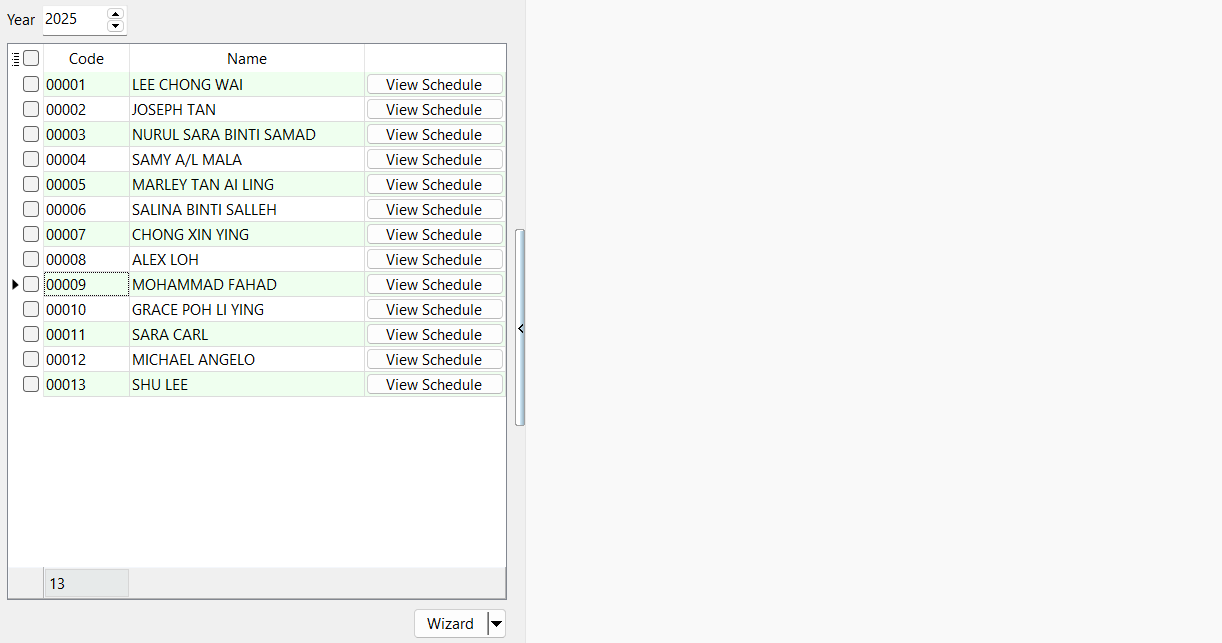 Year 2025
Code Name
00001 LEE CHONG WAI View Schedule
00002 JOSEPH TAN View Schedule
00003 NURUL SARA BINTI SAMAD View Schedule
00004 SAMY A/L MALA View Schedule
00005 MARLEY TAN AI LING View Schedule
00006 SALINA BINTI SALLEH View Schedule
00007 CHONG XIN YING View Schedule
00008 ALEX LOH View Schedule
00009 MOHAMMAD FAHAD View Schedule
00010 GRACE POH LI YING View Schedule
00011 SARA CARL View Schedule
00012 MICHAEL ANGELO View Schedule
00013 SHU LEE View Schedule
13
Wizard